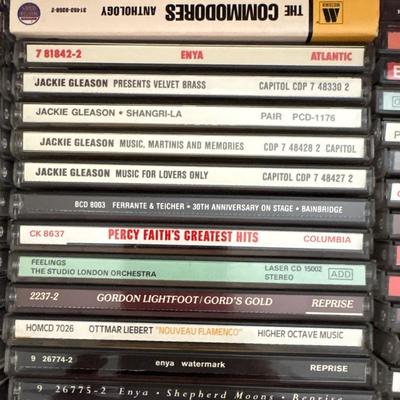 31453-0258-2
THE COMMODORES
ANTHOLOGY
7 81842-2 ENYA ATLANTIC
JACKIE GLEASON PRESENTS VELVET BRASS CAPITOL CDP 7 48330 2
JACKIE GLEASON • SHANGRI-LA PAIR PCD-1176
JACKIE GLEASON MUSIC, MARTINIS AND MEMORIES CAPITOL CDP 7 48428 2
JACKIE GLEASON MUSIC FOR LOVERS ONLY CAPITOL CDP 7 48427 2
BCD 8003 FERRANTE & TEICHER • 30TH ANNIVERSARY ON STAGE • BAINBRIDGE
CK 8637 PERCY FAITH'S GREATEST HITS COLUMBIA
FEELINGS
THE STUDIO LONDON ORCHESTRA LASER CD 15002 ADD
2237-2 GORDON LIGHTFOOT/GORD'S GOLD REPRISE
HOMCD 7026 OTTMAR LIEBERT "NOUVEAU FLAMENCO" HIGHER OCTAVE MUSIC
9 26774-2 enya watermark REPRISE
9 26775-2 Enya • Shepherd Moons • Reprise